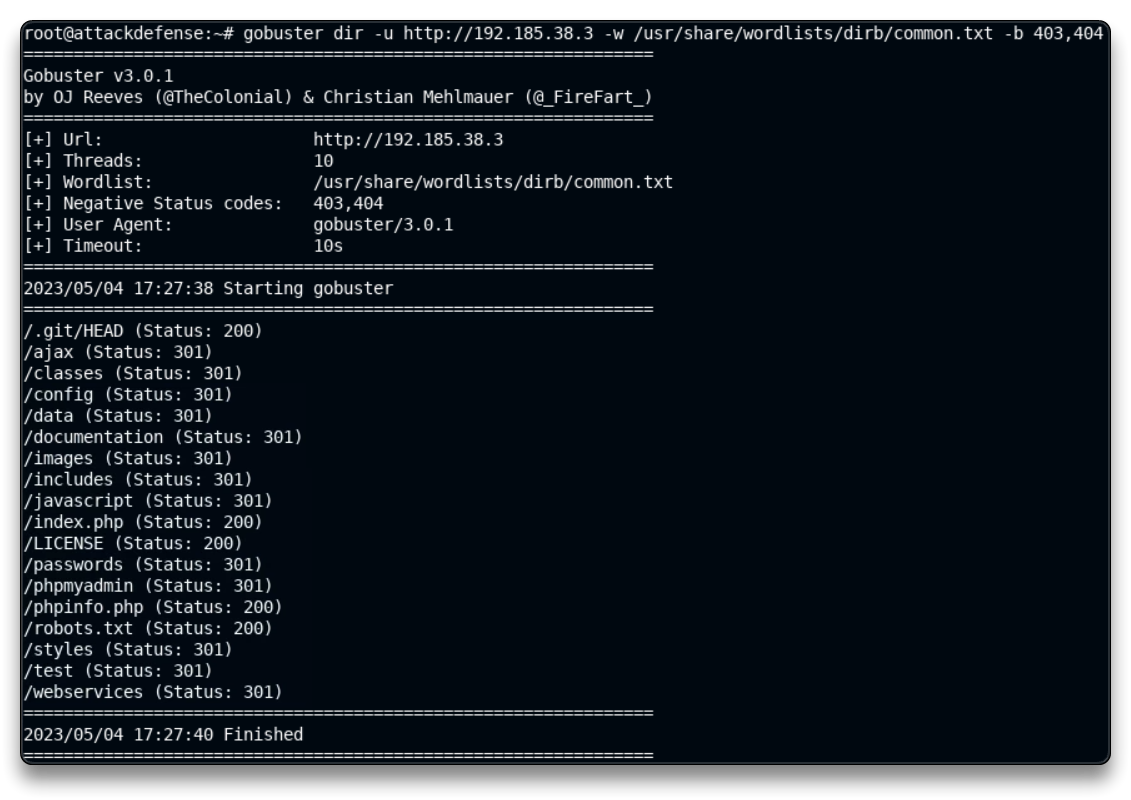 root@attackdefense:~# gobuster dir -u http://192.185.38.3 -w /usr/share/wordlists/dirb/common.txt -b 403,404
===============================================================
Gobuster v3.0.1
by OJ Reeves (@TheColonial) & Christian Mehlmauer (@_FireFart_)
===============================================================
[+] Url:                     http://192.185.38.3
[+] Threads:                 10
[+] Wordlist:                /usr/share/wordlists/dirb/common.txt
[+] Negative Status codes:   403,404
[+] User Agent:              gobuster/3.0.1
[+] Timeout:                 10s
===============================================================
2023/05/04 17:27:38 Starting gobuster
===============================================================
/.git/HEAD (Status: 200)
/ajax (Status: 301)
/classes (Status: 301)
/config (Status: 301)
/data (Status: 301)
/documentation (Status: 301)
/images (Status: 301)
/includes (Status: 301)
/javascript (Status: 301)
/index.php (Status: 200)
/LICENSE (Status: 200)
/passwords (Status: 301)
/phpmyadmin (Status: 301)
/phpinfo.php (Status: 200)
/robots.txt (Status: 200)
/styles (Status: 301)
/test (Status: 301)
/webservices (Status: 301)
===============================================================
2023/05/04 17:27:40 Finished
===============================================================